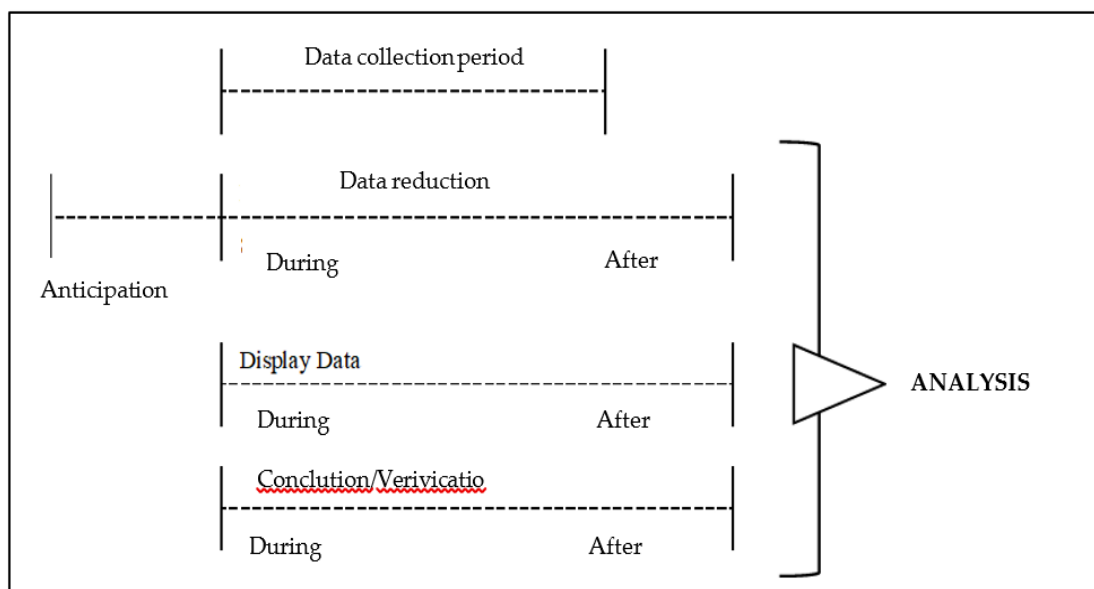 Data collection period
Data reduction
During
After
Anticipation
Display Data
During
After
ANALYSIS
Conclution/Verivicatio
During
After